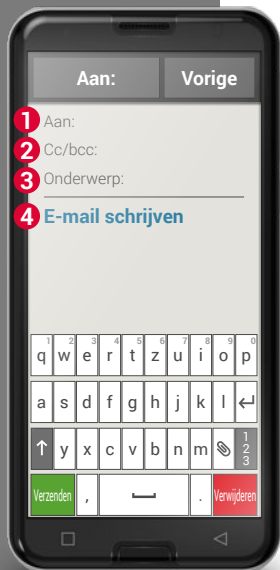 Aan: Vorige
1 Aan:
2 Cc/bcc:
3 Onderwerp:
4 E-mail schrijven
1 2 3 4 5 6 7 8 9 0
q w e r t z u i o p
a s d f g h j k l
y x c v b n m 1 2 3
Verzenden , . Verwijderen